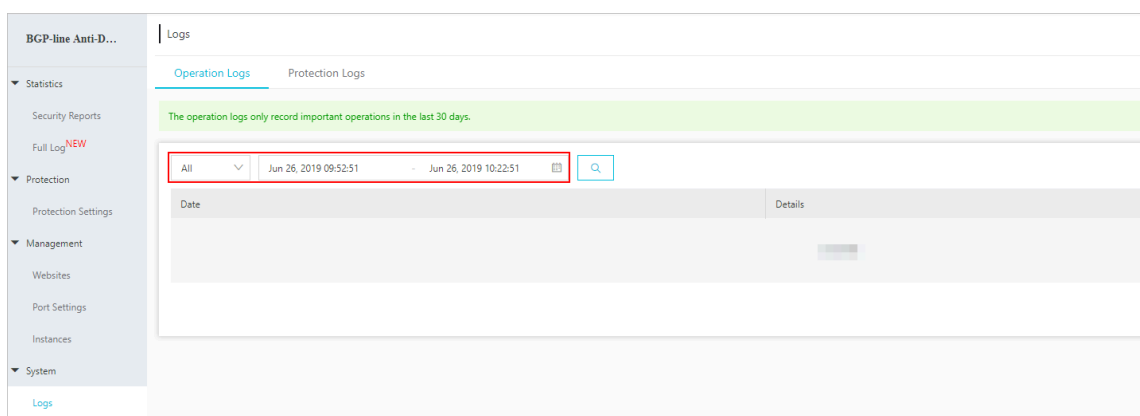 BGP-line Anti-D...
Statistics
Security Reports
Full Log NEW
Protection
Protection Settings
Management
Websites
Port Settings
Instances
System
Logs
Logs
Operation Logs
Protection Logs
The operation logs only record important operations in the last 30 days.
All
Jun 26, 2019 09:52:51 - Jun 26, 2019 10:22:51
Date
Details